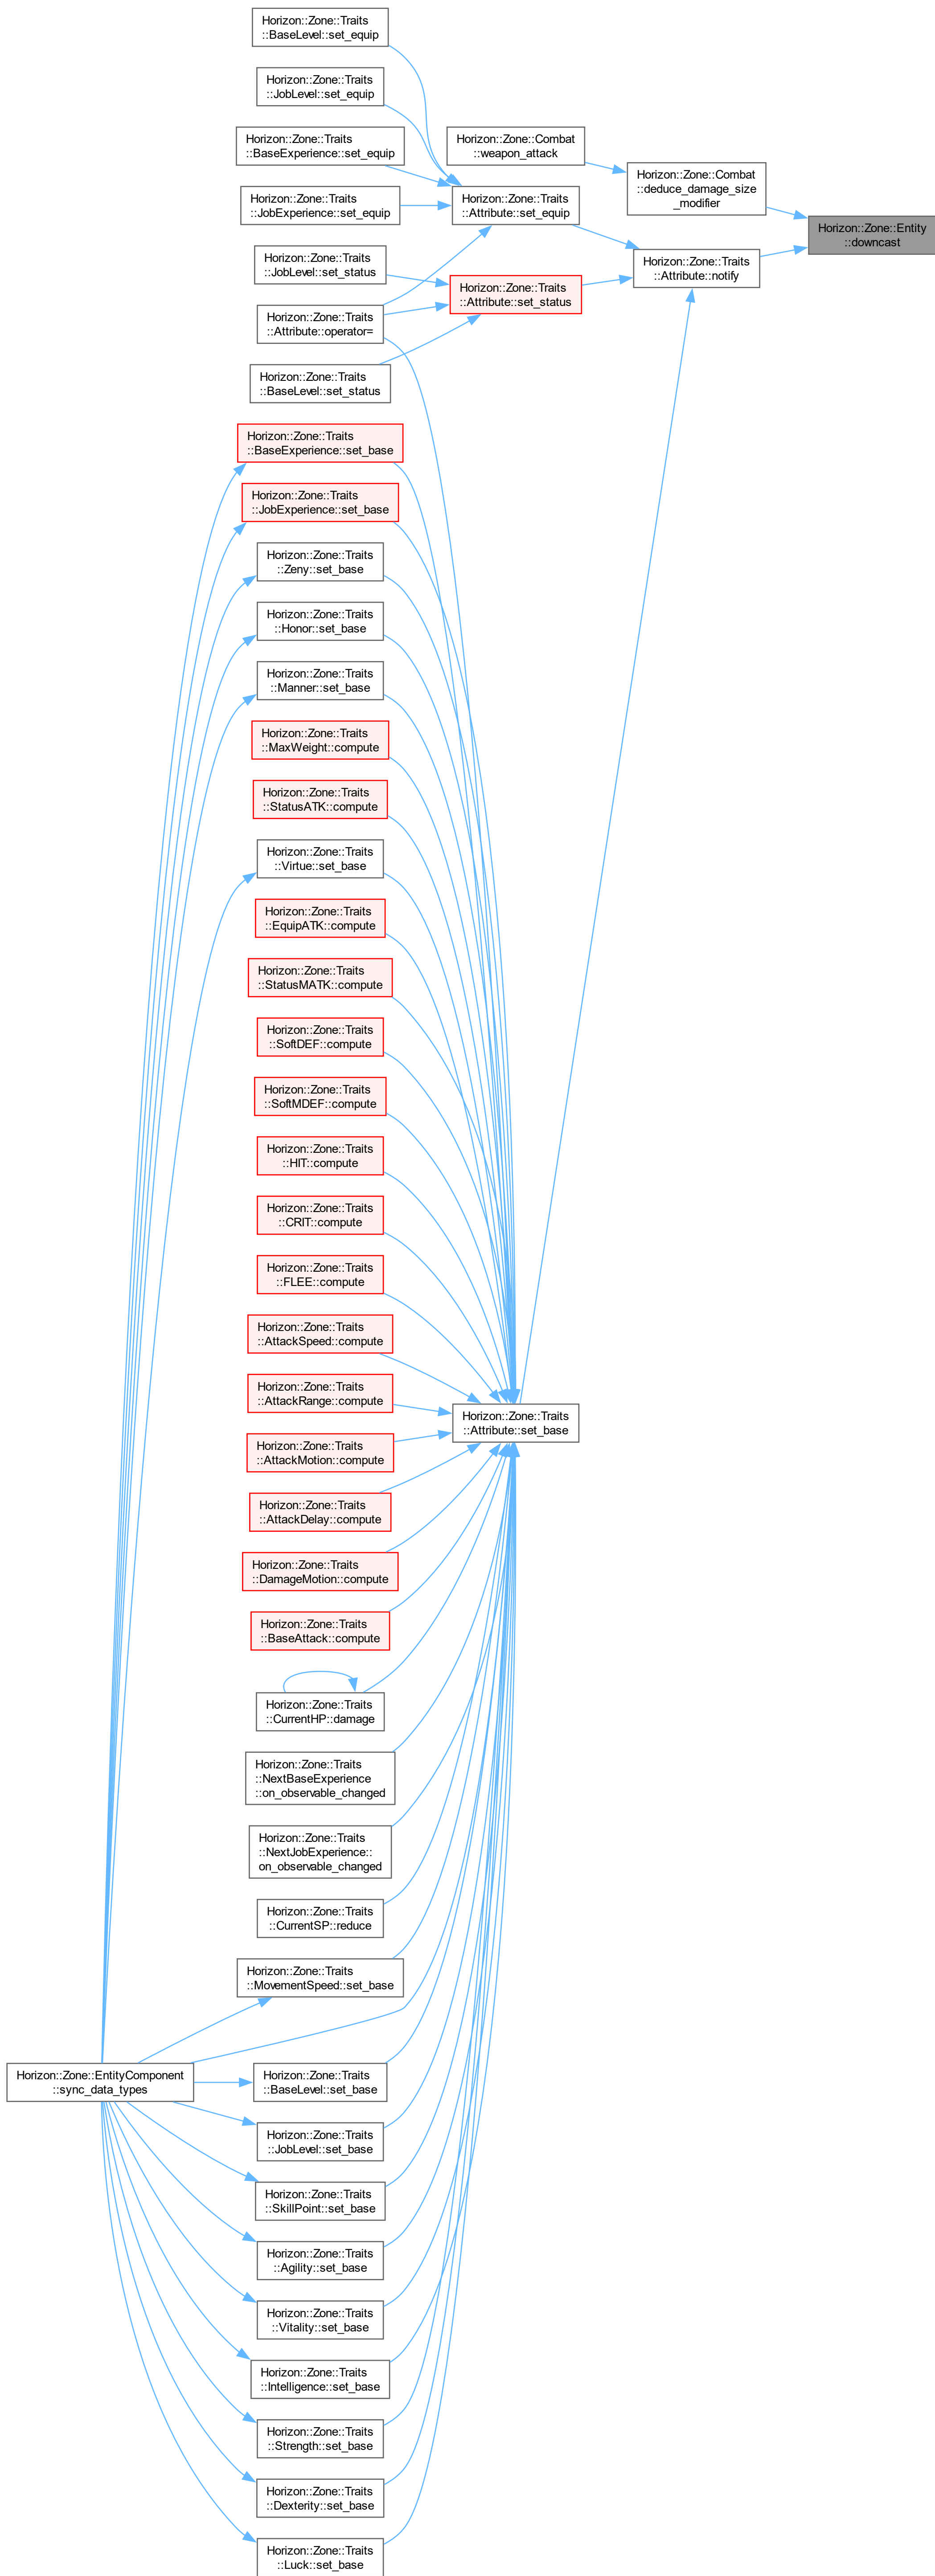 Horizon::Zone::Traits
::BaseLevel::set_equip
Horizon::Zone::Traits
::JobLevel::set_equip
Horizon::Zone::Traits
::BaseExperience::set_equip
Horizon::Zone::Combat
::weapon_attack
Horizon::Zone::Combat
::deduce_damage_size
_modifier
Horizon::Zone::Traits
::JobExperience::set_equip
Horizon::Zone::Traits
::Attribute::set_equip
Horizon::Zone::Entity
::downcast
Horizon::Zone::Traits
::JobLevel::set_status
Horizon::Zone::Traits
::Attribute::notify
Horizon::Zone::Traits
::Attribute::set_status
Horizon::Zone::Traits
::Attribute::operator=
Horizon::Zone::Traits
::BaseLevel::set_status
Horizon::Zone::Traits
::BaseExperience::set_base
Horizon::Zone::Traits
::JobExperience::set_base
Horizon::Zone::Traits
::Zeny::set_base
Horizon::Zone::Traits
::Honor::set_base
Horizon::Zone::Traits
::Manner::set_base
Horizon::Zone::Traits
::MaxWeight::compute
Horizon::Zone::Traits
::StatusATK::compute
Horizon::Zone::Traits
::Virtue::set_base
Horizon::Zone::Traits
::EquipATK::compute
Horizon::Zone::Traits
::StatusMATK::compute
Horizon::Zone::Traits
::SoftDEF::compute
Horizon::Zone::Traits
::SoftMDEF::compute
Horizon::Zone::Traits
::HIT::compute
Horizon::Zone::Traits
::CRIT::compute
Horizon::Zone::Traits
::FLEE::compute
Horizon::Zone::Traits
::AttackSpeed::compute
Horizon::Zone::Traits
::AttackRange::compute
Horizon::Zone::Traits
::Attribute::set_base
Horizon::Zone::Traits
::AttackMotion::compute
Horizon::Zone::Traits
::AttackDelay::compute
Horizon::Zone::Traits
::DamageMotion::compute
Horizon::Zone::Traits
::BaseAttack::compute
Horizon::Zone::Traits
::CurrentHP::damage
Horizon::Zone::Traits
::NextBaseExperience
::on_observable_changed
Horizon::Zone::Traits
::NextJobExperience::
on_observable_changed
Horizon::Zone::Traits
::CurrentSP::reduce
Horizon::Zone::Traits
::MovementSpeed::set_base
Horizon::Zone::EntityComponent
::sync_data_types
Horizon::Zone::Traits
::BaseLevel::set_base
Horizon::Zone::Traits
::JobLevel::set_base
Horizon::Zone::Traits
::SkillPoint::set_base
Horizon::Zone::Traits
::Agility::set_base
Horizon::Zone::Traits
::Vitality::set_base
Horizon::Zone::Traits
::Intelligence::set_base
Horizon::Zone::Traits
::Strength::set_base
Horizon::Zone::Traits
::Dexterity::set_base
Horizon::Zone::Traits
::Luck::set_base